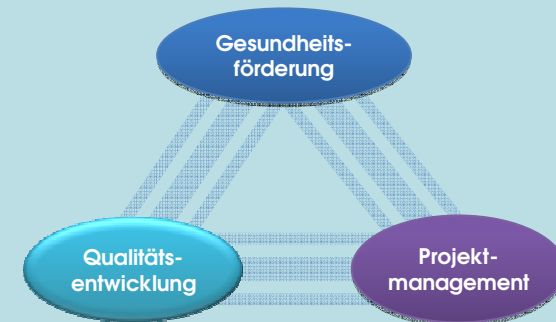 Gesundheits-
förderung
Qualitäts-
entwicklung
Projekt-
management